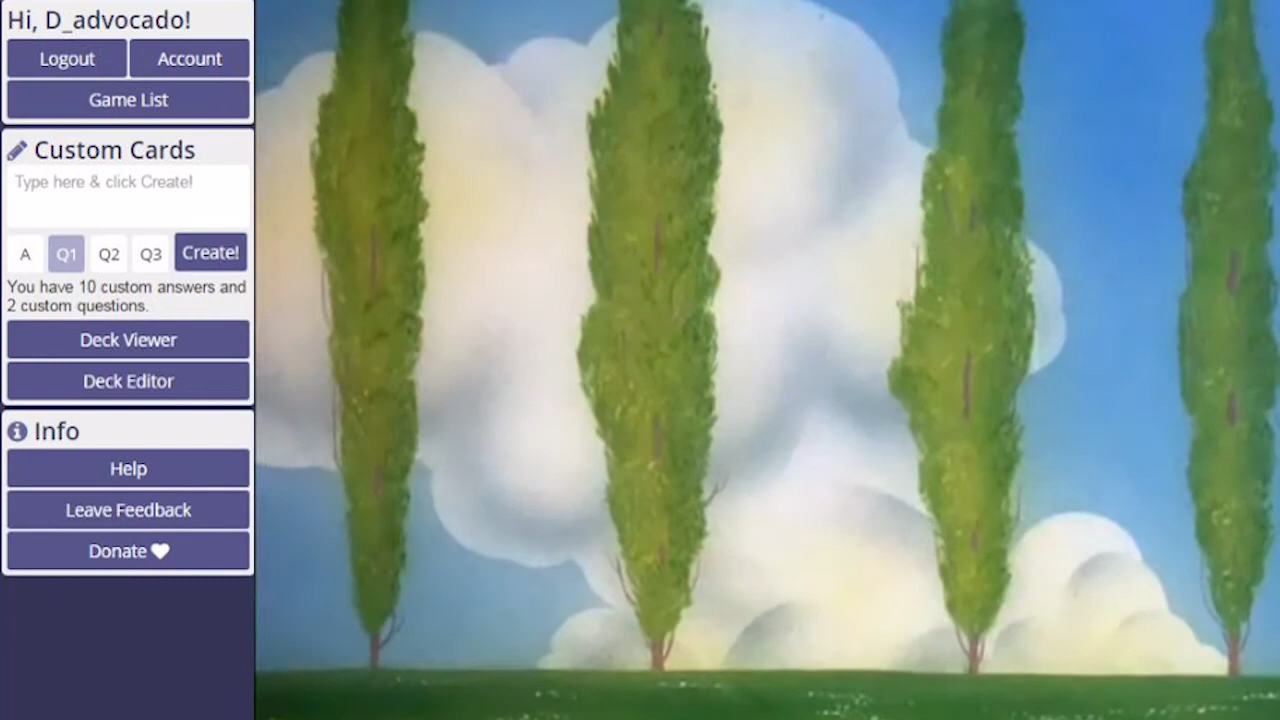 Hi, D_advocado!
Logout Account
Game List
Custom Cards
Type here & click Create!
A Q1 Q2 Q3 Create!
You have 10 custom answers and
2 custom questions.
Deck Viewer
Deck Editor
Info
Help
Leave Feedback
Donate